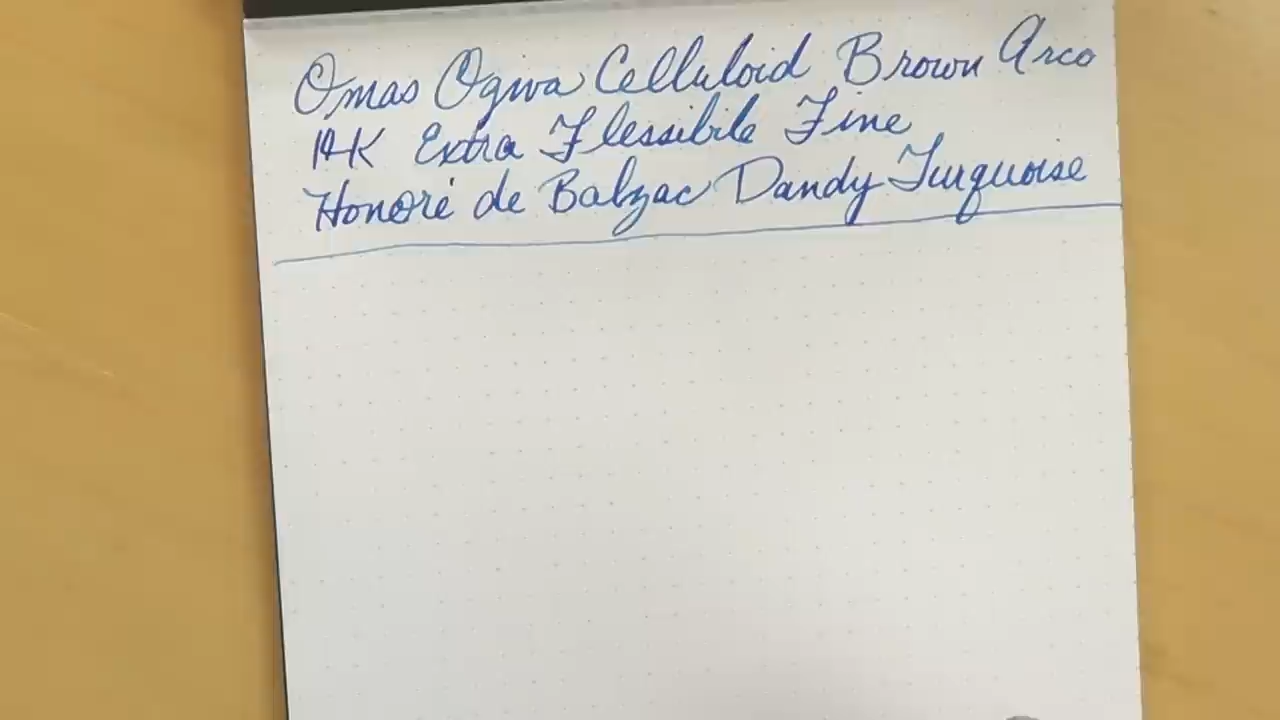 Omas Ogiva Celluloid Brown Arco
14K Extra Flessibile Fine
Honoré de Balzac Dandy Turquoise